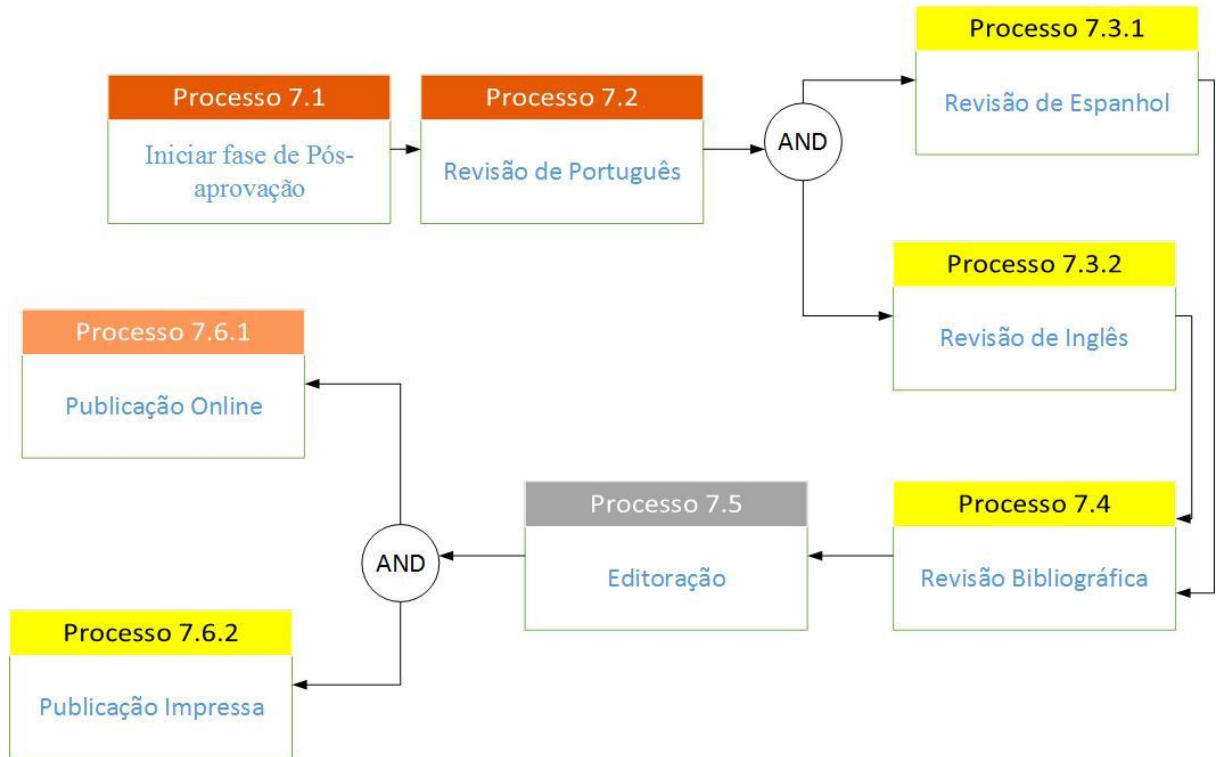 Processo 7.1
Iniciar fase de Pós-
aprovação
Processo 7.2
Revisão de Português
AND
Processo 7.3.1
Revisão de Espanhol
Processo 7.3.2
Revisão de Inglês
Processo 7.4
Revisão Bibliográfica
Processo 7.5
Editoração
AND
Processo 7.6.1
Publicação Online
Processo 7.6.2
Publicação Impressa